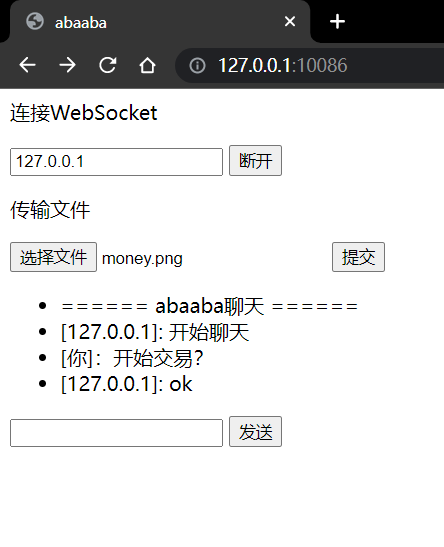 abaaba
127.0.0.1:10086
连接WebSocket
127.0.0.1 断开
传输文件
选择文件 money.png 提交
====== abaaba聊天 ======
[127.0.0.1]: 开始聊天
[你]：开始交易？
[127.0.0.1]: ok
发送